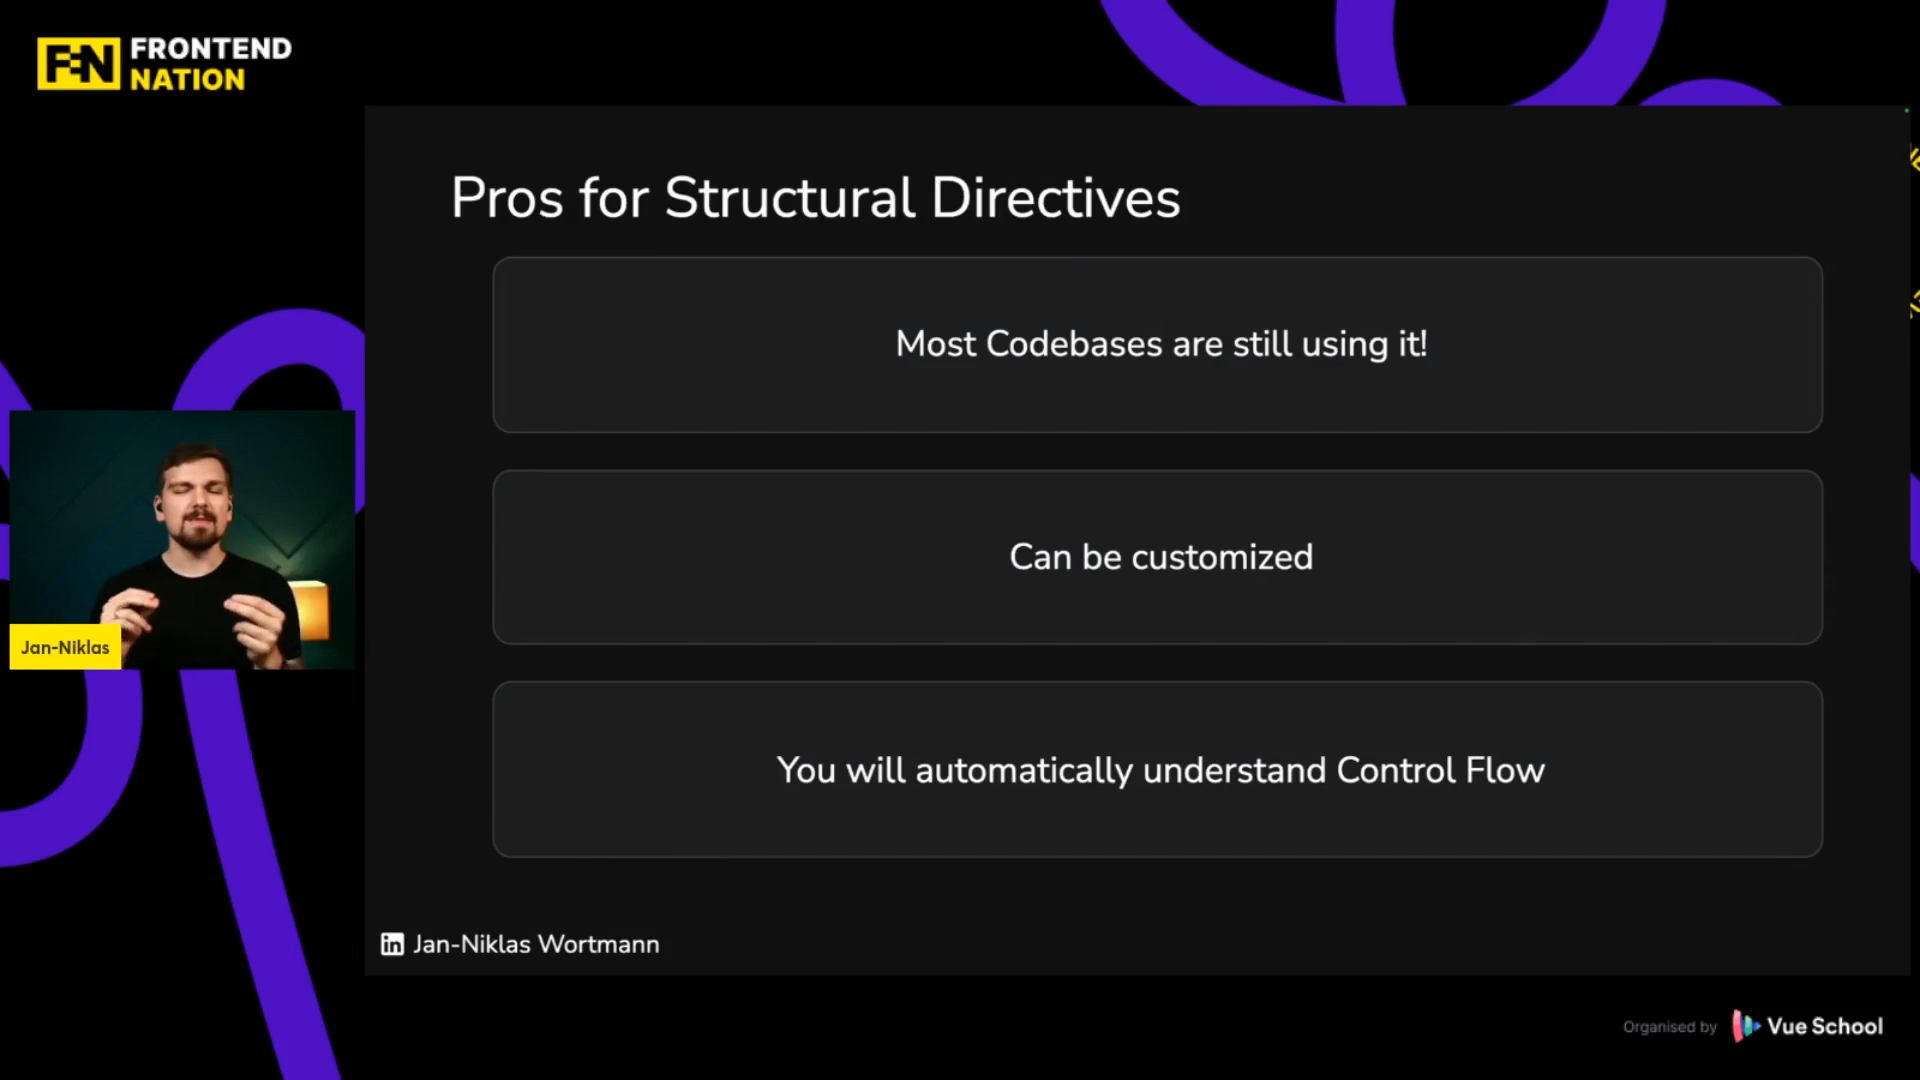 FRONTEND
NATION
Pros for Structural Directives
Most Codebases are still using it!
Can be customized
You will automatically understand Control Flow
Jan-Niklas
in Jan-Niklas Wortmann
Organised by Vue School